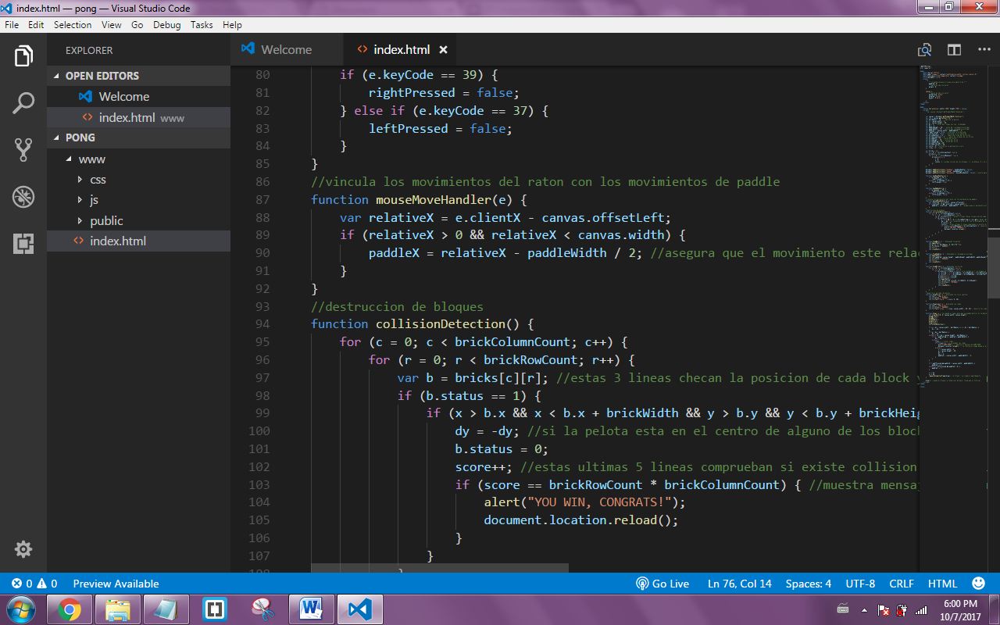 index.html — pong — Visual Studio Code
File Edit Selection View Go Debug Tasks Help
EXPLORER
OPEN EDITORS
Welcome
index.html www
PONG
www
css
js
public
index.html
Welcome
index.html
80 if (e.keyCode == 39) {
81 rightPressed = false;
82 } else if (e.keyCode == 37) {
83 leftPressed = false;
84 }
85 }
86 //vincula los movimientos del raton con los movimientos de paddle
87 function mouseMoveHandler(e) {
88 var relativeX = e.clientX - canvas.offsetLeft;
89 if (relativeX > 0 && relativeX < canvas.width) {
90 paddleX = relativeX - paddleWidth / 2; //asegura que el movimiento este relac
91 }
92 }
93 //destruccion de bloques
94 function collisionDetection() {
95 for (c = 0; c < brickColumnCount; c++) {
96 for (r = 0; r < brickRowCount; r++) {
97 var b = bricks[c][r]; //estas 3 lineas checan la posicion de cada block y
98 if (b.status == 1) {
99 if (x > b.x && x < b.x + brickWidth && y > b.y && y < b.y + brickHeig
100 dy = -dy; //si la pelota esta en el centro de alguno de los block
101 b.status = 0;
102 score++; //estas ultimas 5 lineas comprueban si existe collision
103 if (score == brickRowCount * brickColumnCount) { //muestra mensa
104 alert("YOU WIN, CONGRATS!");
105 document.location.reload();
106 }
107 }
0 0 Preview Available
Go Live Ln 76, Col 14 Spaces: 4 UTF-8 CRLF HTML
6:00 PM
10/7/2017